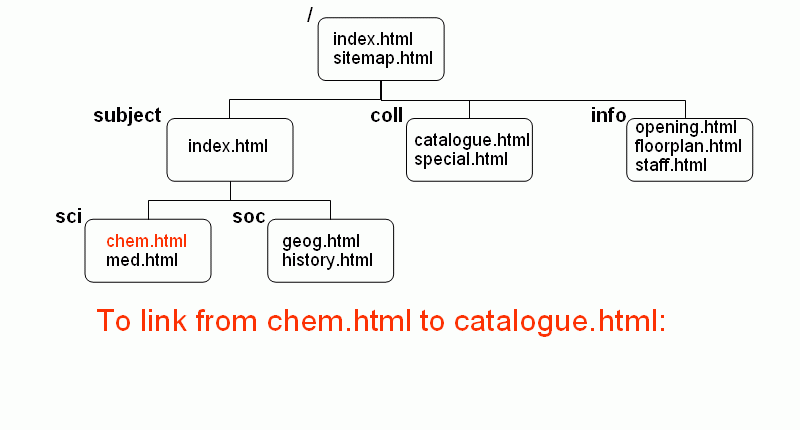 /
index.html
sitemap.html
subject
index.html
coll
catalogue.html
special.html
info
opening.html
floorplan.html
staff.html
sci
chem.html
med.html
soc
geog.html
history.html
To link from chem.html to catalogue.html: